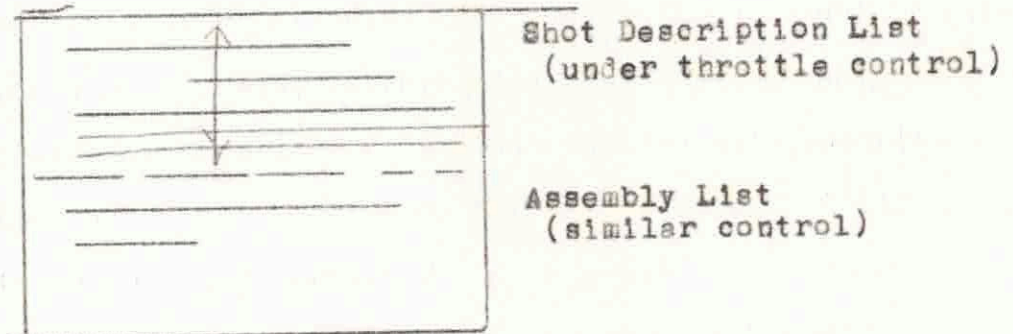 Shot Description List
(under throttle control)
Assembly List
(similar control)